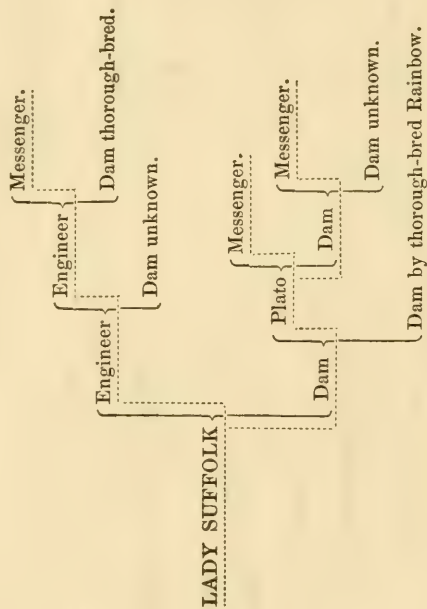 Messenger.
Engineer
Engineer
Dam thorough-bred.
Dam unknown.
LADY SUFFOLK
Messenger.
Plato
Messenger.
Dam
Dam
Dam unknown.
Dam by thorough-bred Rainbow.